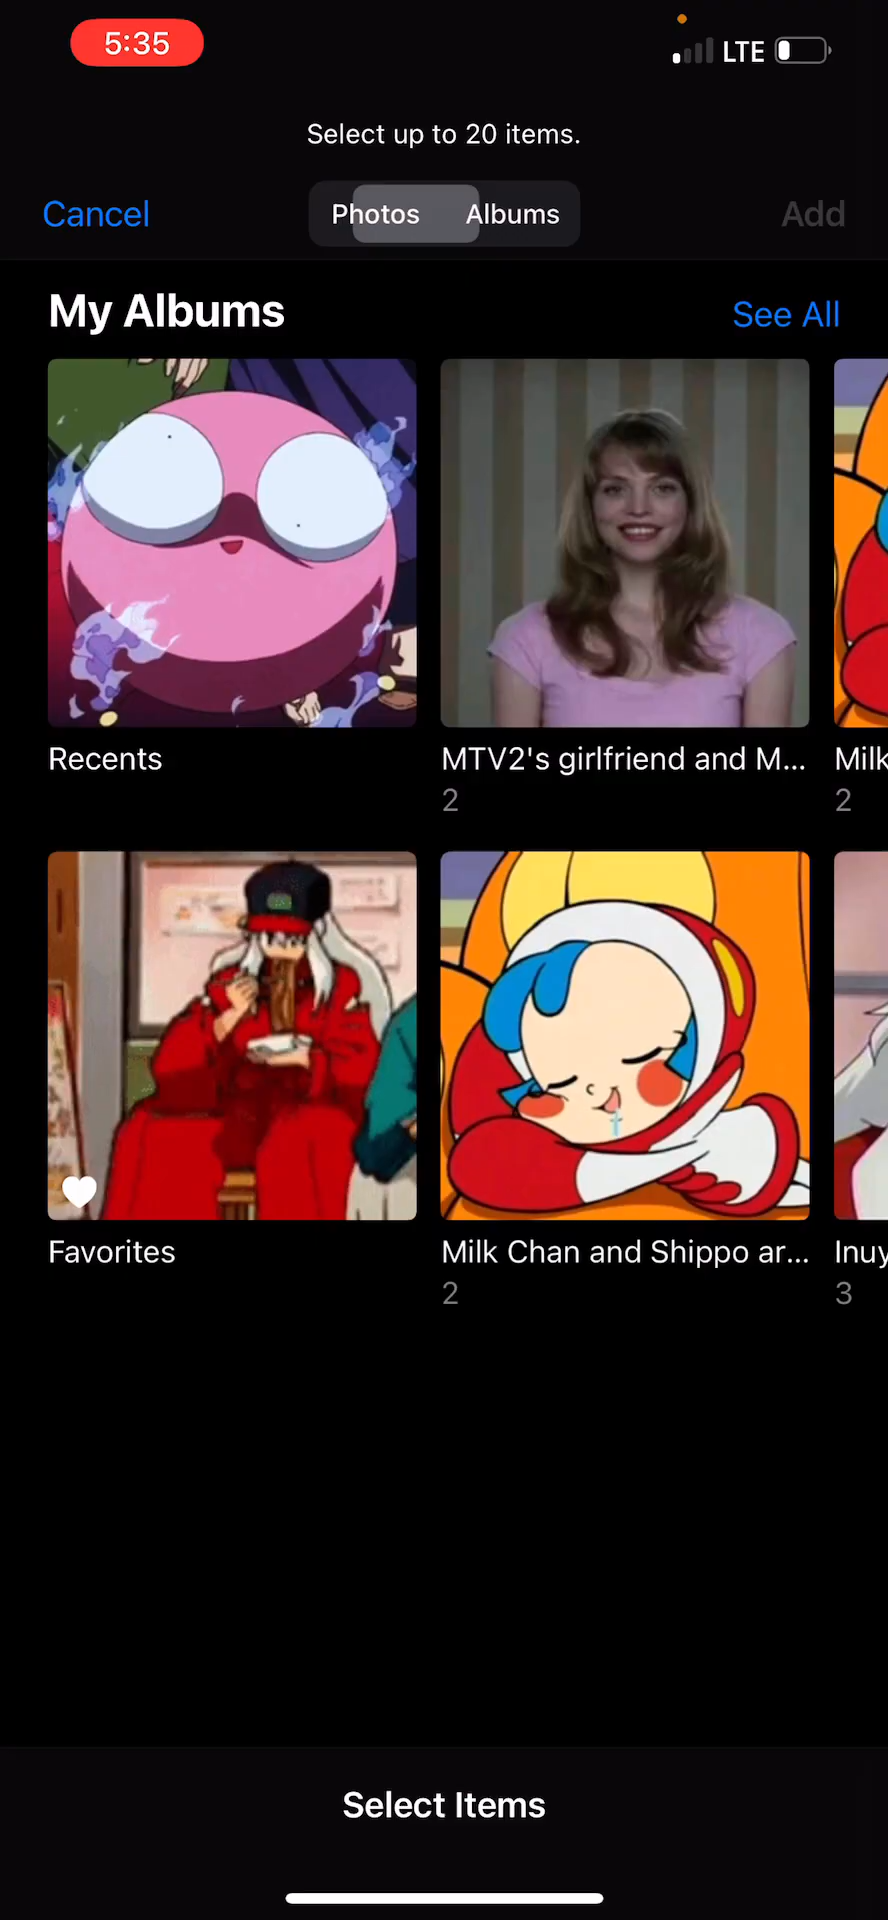 5:35
LTE
Select up to 20 items.
Cancel
Photos
Albums
Add
My Albums
See All
Recents
MTV2's girlfriend and M...
2
Milk
2
Favorites
Milk Chan and Shippo ar...
2
Inuy
3
Select Items